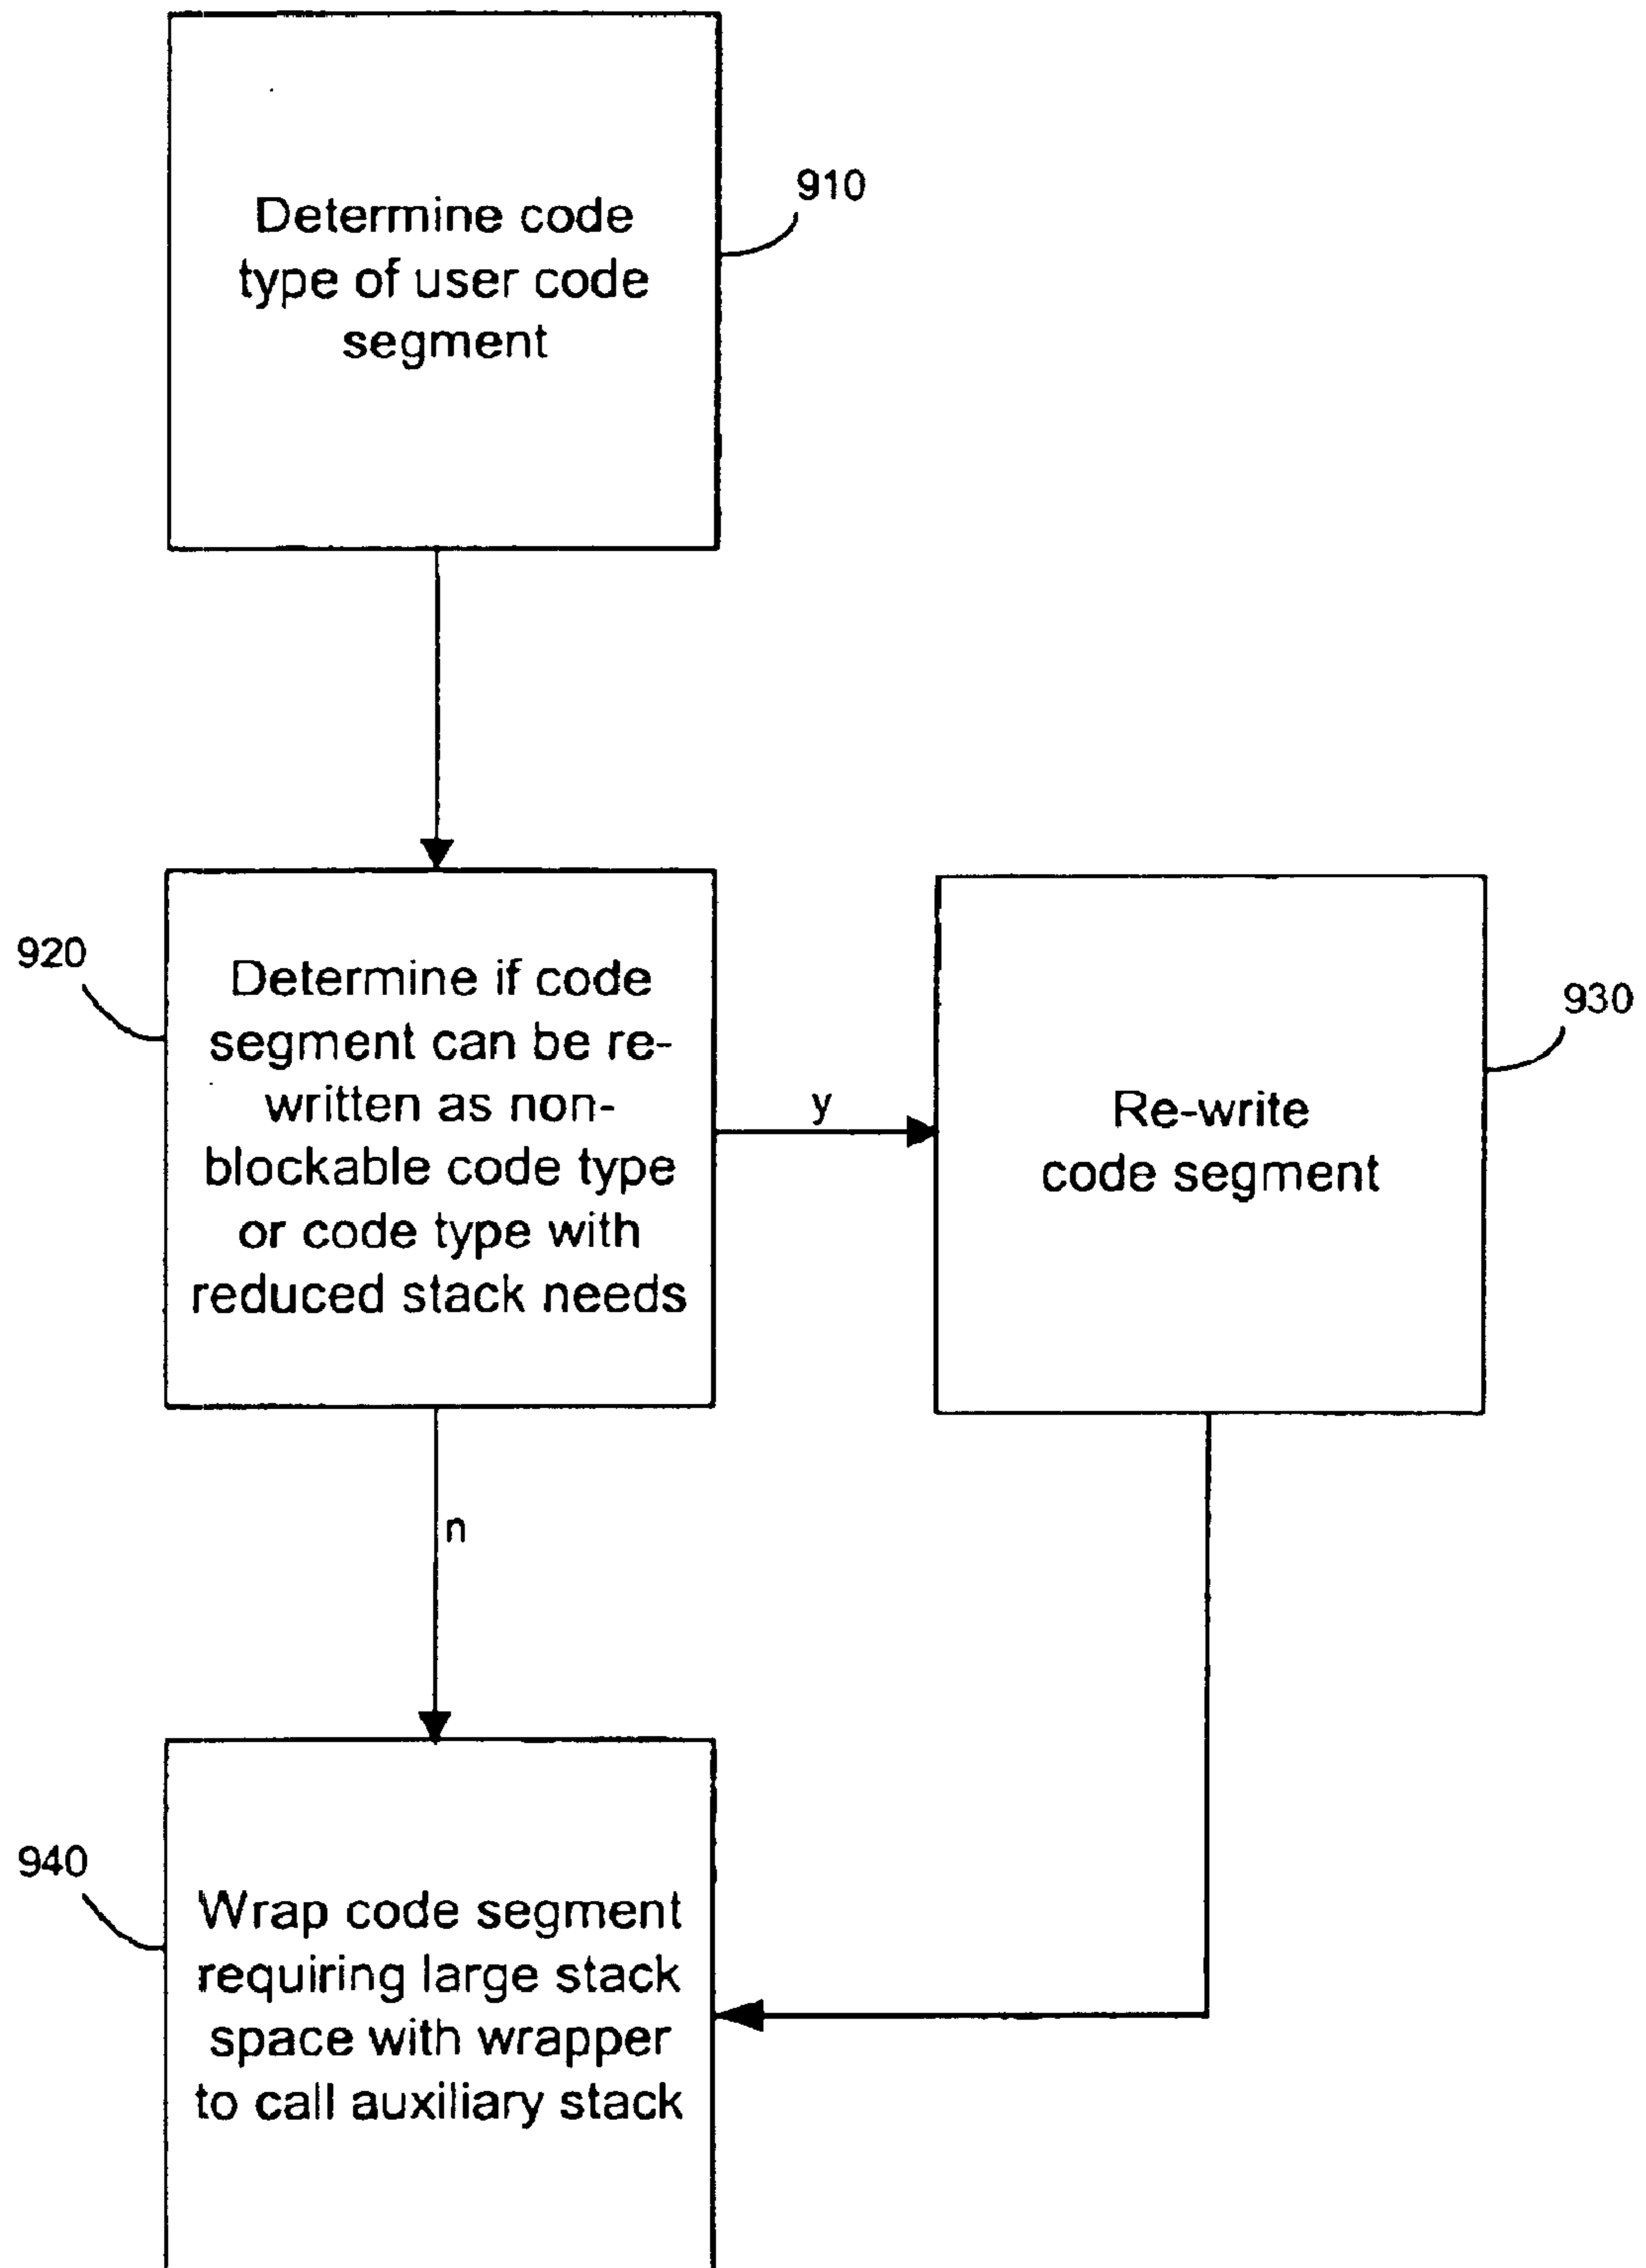 Determine code
type of user code
segment
910
920
Determine if code
segment can be re-
written as non-
blockable code type
or code type with
reduced stack needs
y
Re-write
code segment
930
n
940
Wrap code segment
requiring large stack
space with wrapper
to call auxiliary stack